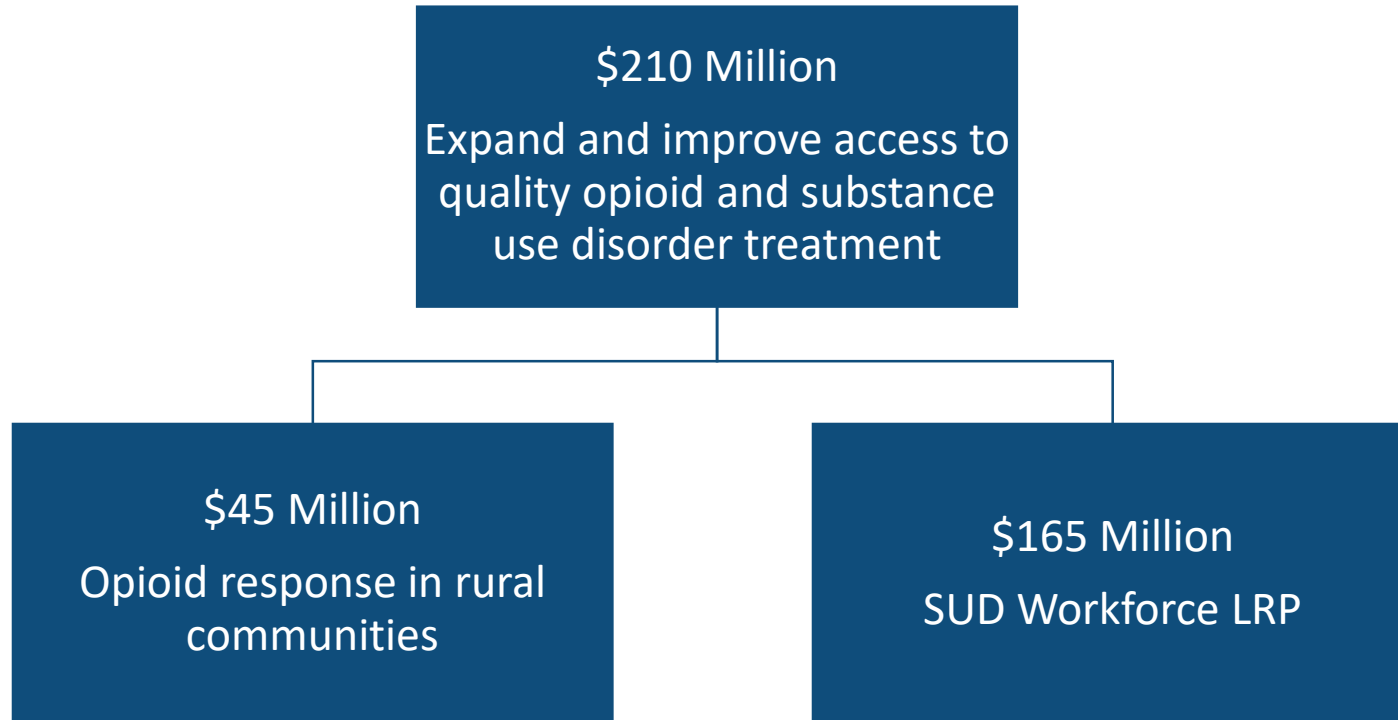 $210 Million
Expand and improve access to
quality opioid and substance
use disorder treatment
$45 Million
Opioid response in rural
communities
$165 Million
SUD Workforce LRP